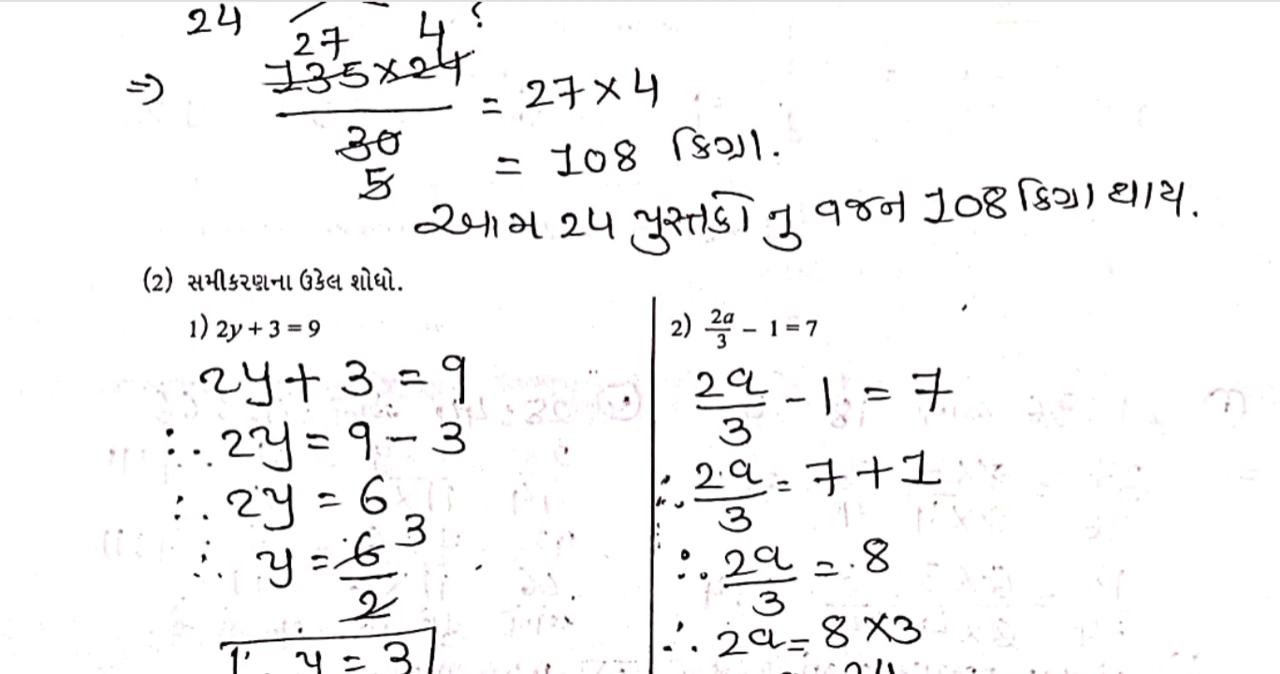 24 ?
27 4
⇒ 135×24 / 30 = 27 × 4
5 = 108 કિગ્રા.
આમ 24 પુસ્તકો નુ વજન 108 કિગ્રા થાય.
(2) સમીકરણના ઉકેલ શોધો.
1) 2y + 3 = 9
2y + 3 = 9
∴ 2y = 9 − 3
∴ 2y = 6
∴ y = 6/2 3
∴ y = 3
2) 2a/3 − 1 = 7
2a/3 − 1 = 7
∴ 2a/3 = 7 + 1
∴ 2a/3 = 8
∴ 2a = 8 × 3